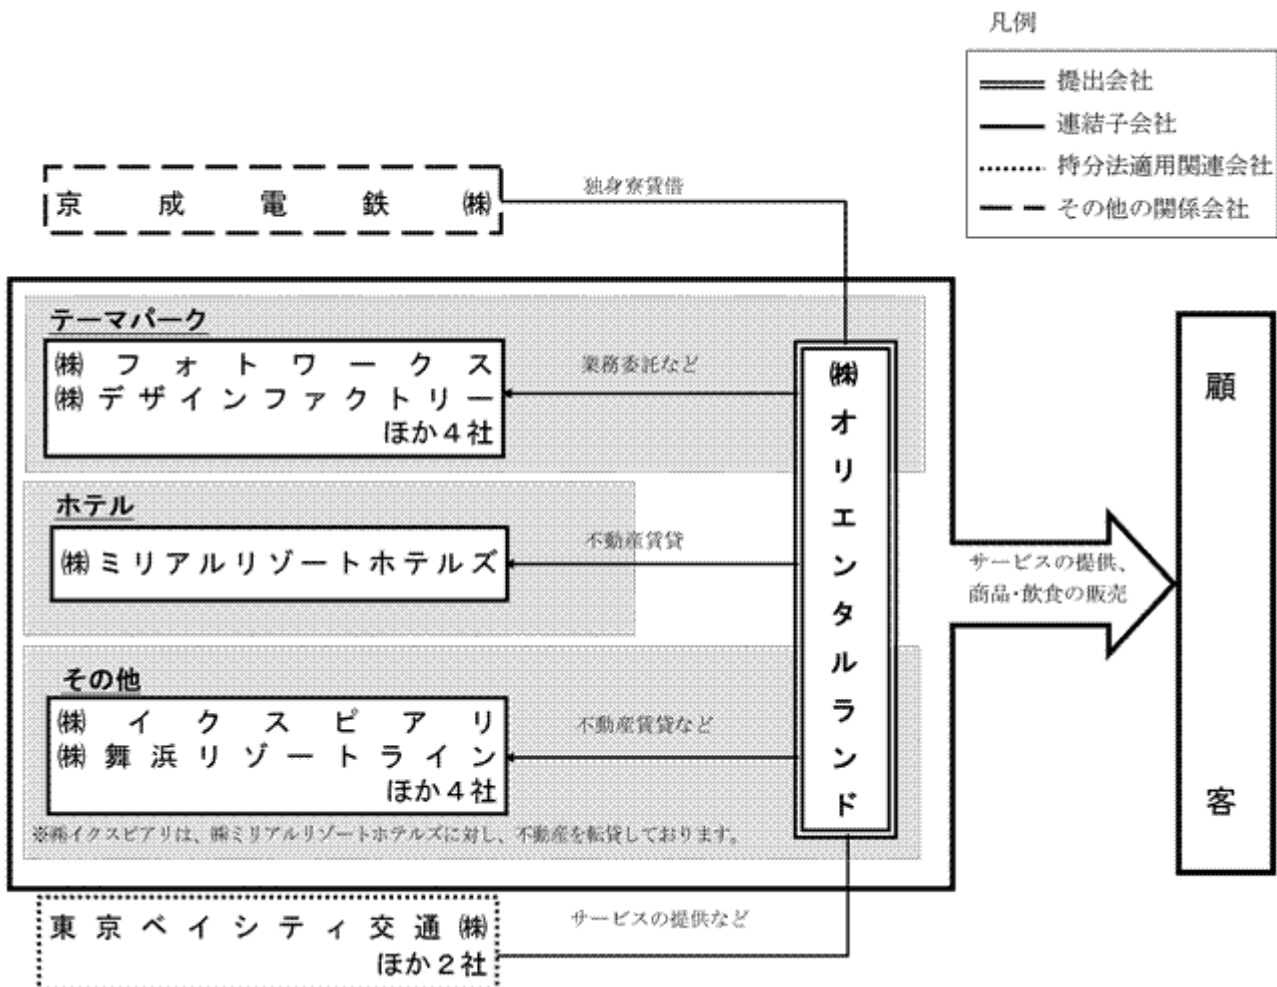 凡例
提出会社
連結子会社
持分法適用関連会社
その他の関係会社
京成電鉄㈱
独身寮賃借
テーマパーク
㈱フォトワークス
㈱デザインファクトリー
ほか４社
業務委託など
ホテル
㈱ミリアルリゾートホテルズ
不動産賃貸
その他
㈱イクスピアリ
㈱舞浜リゾートライン
ほか４社
不動産賃貸など
※㈱イクスピアリは、㈱ミリアルリゾートホテルズに対し、不動産を転貸しております。
㈱オリエンタルランド
サービスの提供、
商品・飲食の販売
顧客
東京ベイシティ交通㈱
ほか２社
サービスの提供など